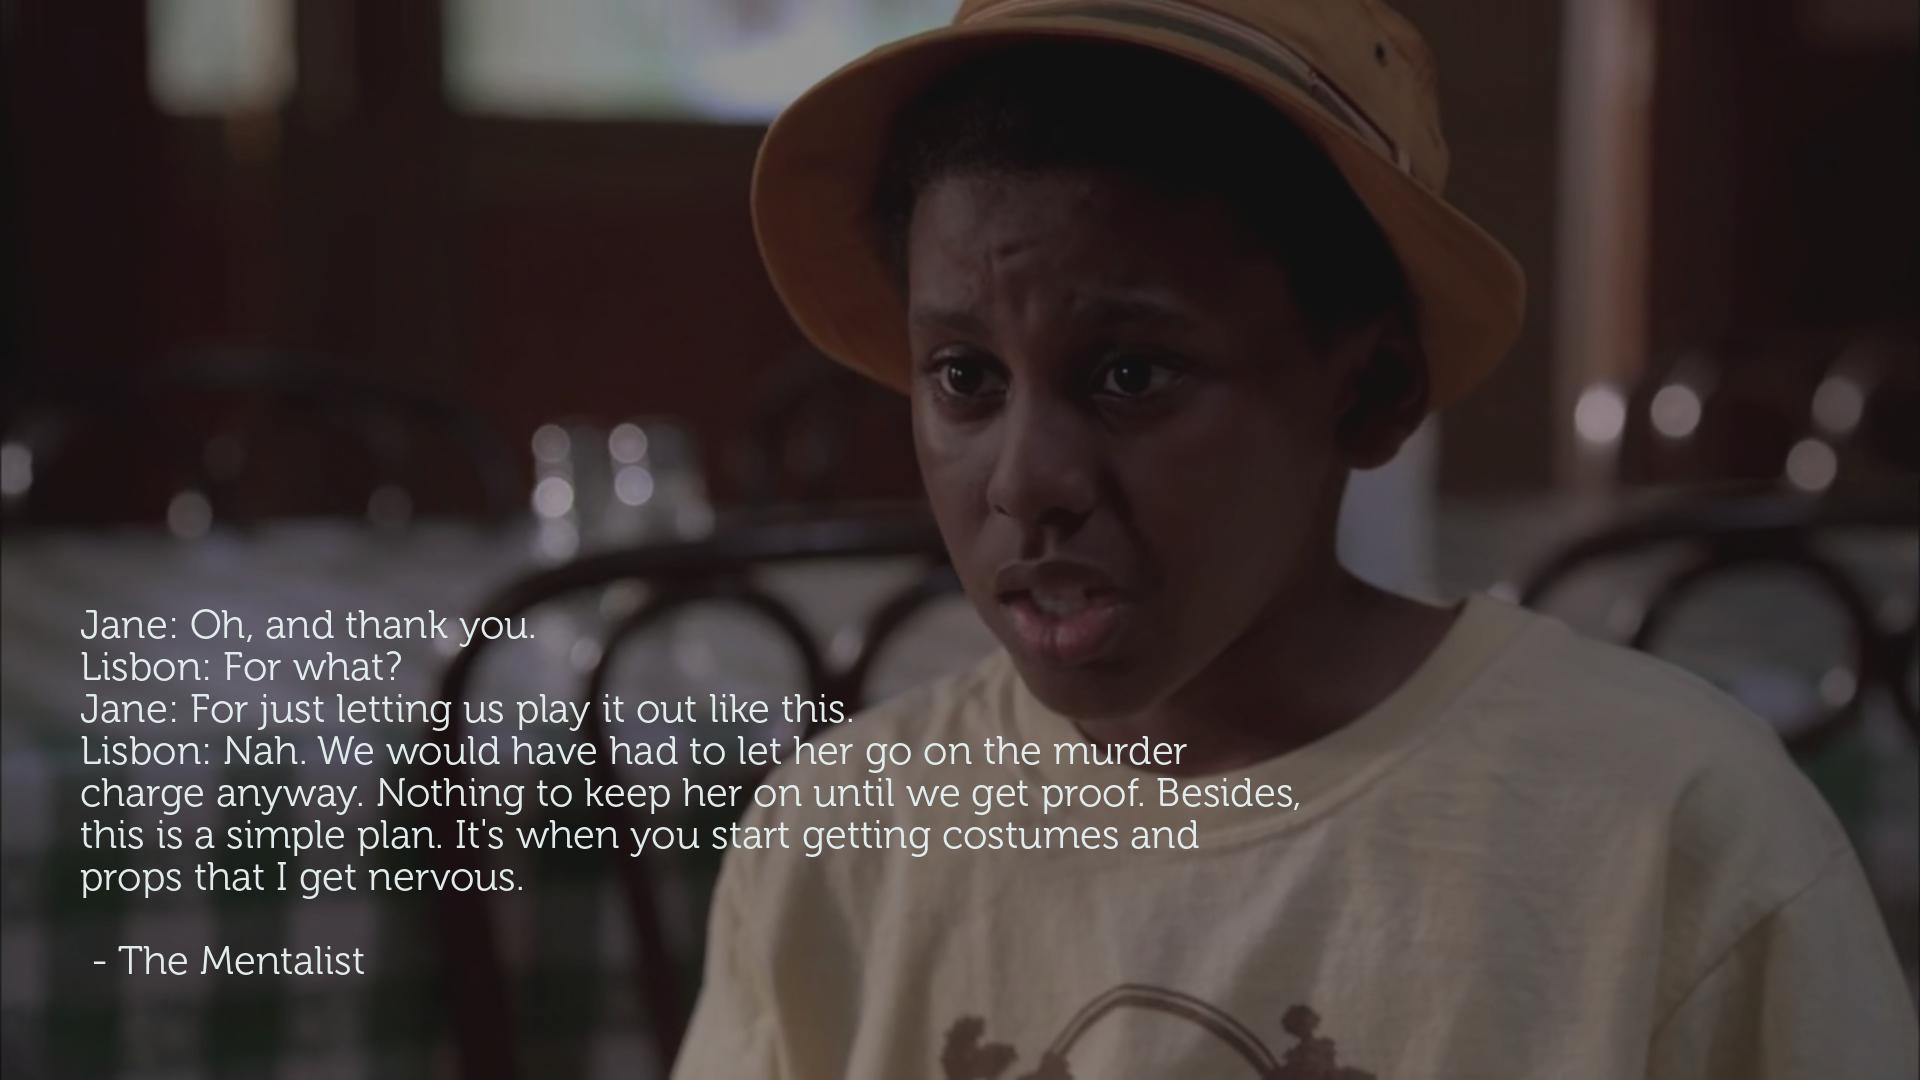 Jane: Oh, and thank you.
Lisbon: For what?
Jane: For just letting us play it out like this.
Lisbon: Nah. We would have had to let her go on the murder
charge anyway. Nothing to keep her on until we get proof. Besides,
this is a simple plan. It's when you start getting costumes and
props that I get nervous.
- The Mentalist